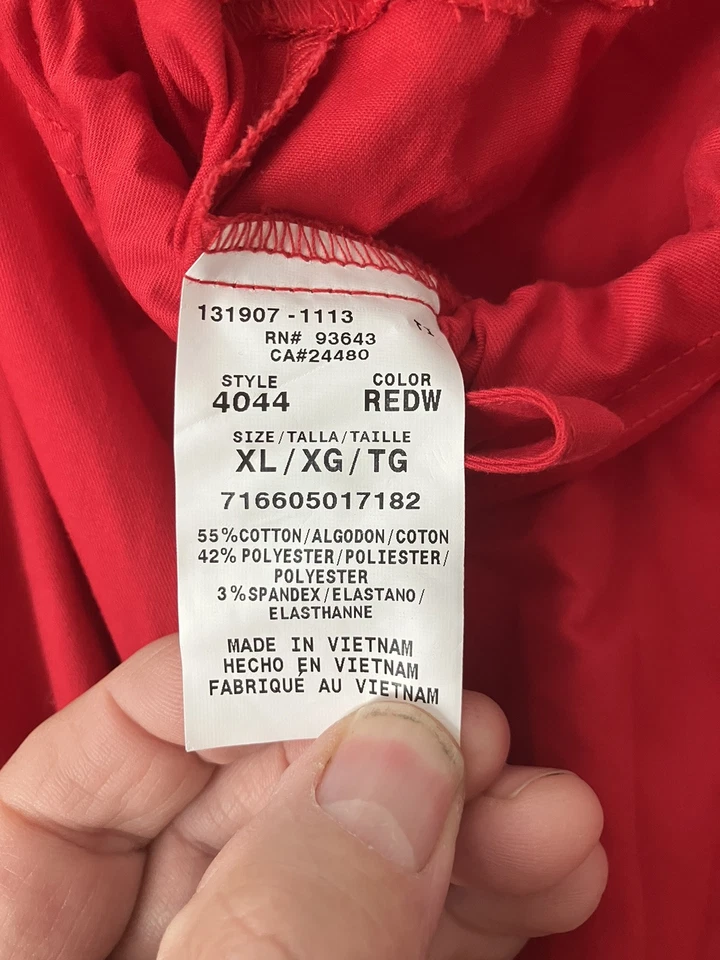 131907 -1113
RN# 93643
CA#24480
STYLE COLOR
4044 REDW
SIZE/TALLA/TAILLE
XL/XG/TG
716605017182
55%COTTON/ALGODON/COTON
42% POLYESTER/POLIESTER/
POLYESTER
3%SPANDEX/ELASTANO/
ELASTHANNE
MADE IN VIETNAM
HECHO EN VIETNAM
FABRIQUÉ AU VIETNAM